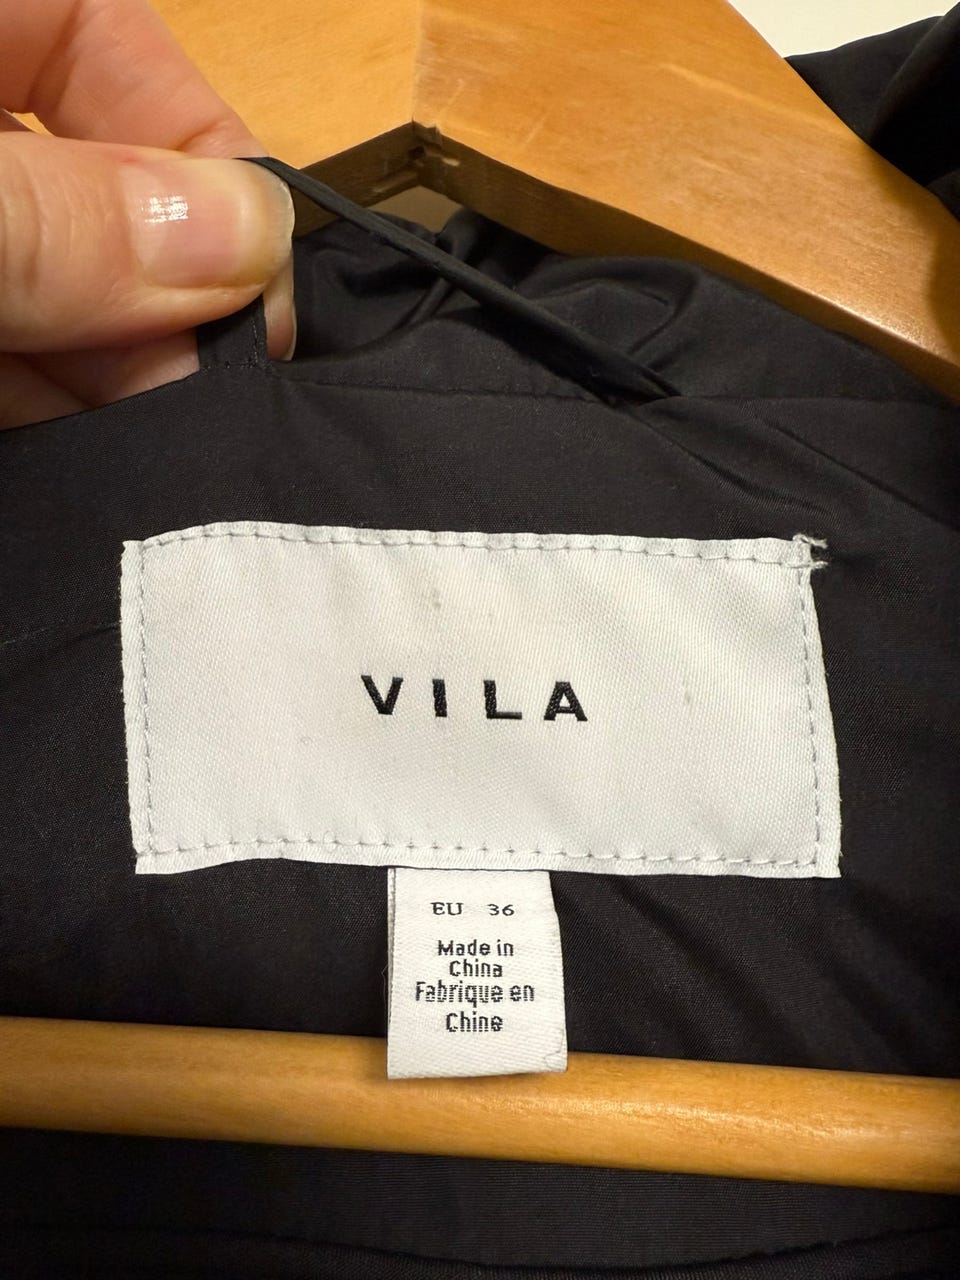 VILA
EU 36
Made in
China
Fabrique en
Chine